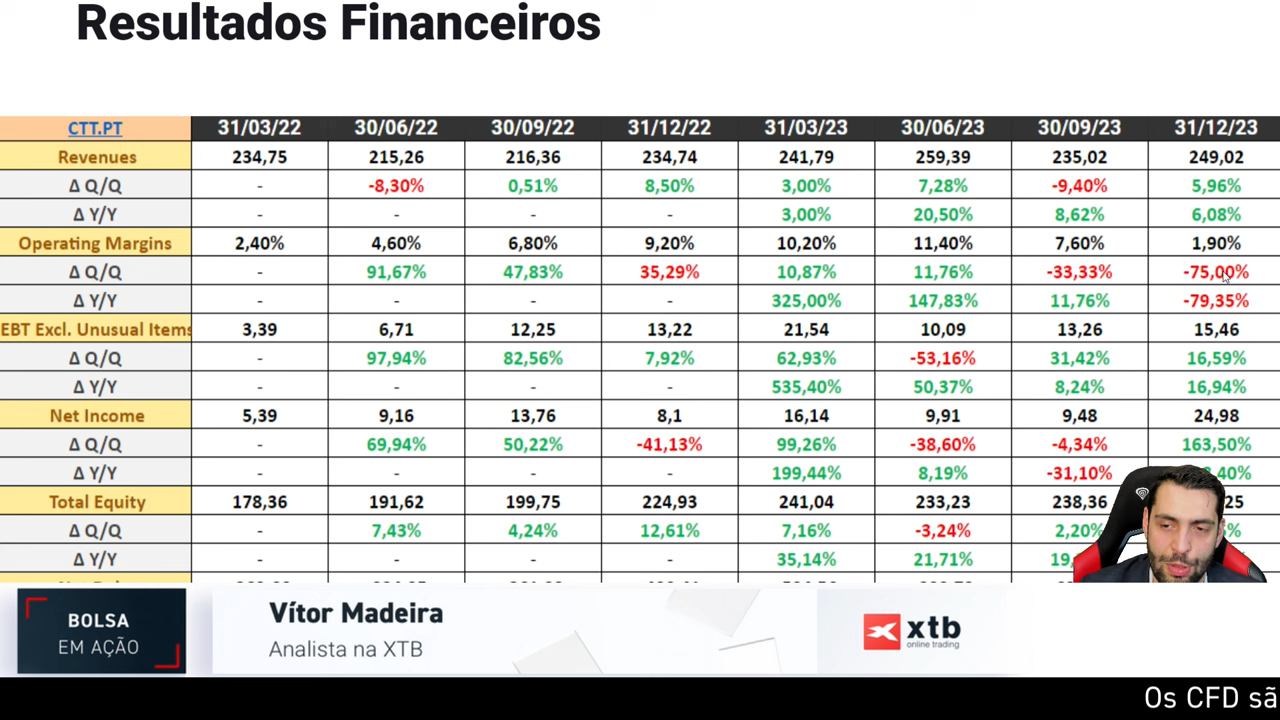 Resultados Financeiros
CTT.PT 31/03/22 30/06/22 30/09/22 31/12/22 31/03/23 30/06/23 30/09/23 31/12/23
Revenues 234,75 215,26 216,36 234,74 241,79 259,39 235,02 249,02
Δ Q/Q - -8,30% 0,51% 8,50% 3,00% 7,28% -9,40% 5,96%
Δ Y/Y - - - - 3,00% 20,50% 8,62% 6,08%
Operating Margins 2,40% 4,60% 6,80% 9,20% 10,20% 11,40% 7,60% 1,90%
Δ Q/Q - 91,67% 47,83% 35,29% 10,87% 11,76% -33,33% -75,00%
Δ Y/Y - - - - 325,00% 147,83% 11,76% -79,35%
EBT Excl. Unusual Items 3,39 6,71 12,25 13,22 21,54 10,09 13,26 15,46
Δ Q/Q - 97,94% 82,56% 7,92% 62,93% -53,16% 31,42% 16,59%
Δ Y/Y - - - - 535,40% 50,37% 8,24% 16,94%
Net Income 5,39 9,16 13,76 8,1 16,14 9,91 9,48 24,98
Δ Q/Q - 69,94% 50,22% -41,13% 99,26% -38,60% -4,34% 163,50%
Δ Y/Y - - - - 199,44% 8,19% -31,10% ,40%
Total Equity 178,36 191,62 199,75 224,93 241,04 233,23 238,36 25
Δ Q/Q - 7,43% 4,24% 12,61% 7,16% -3,24% 2,20% %
Δ Y/Y - - - - 35,14% 21,71% 19,
BOLSA
EM AÇÃO
Vítor Madeira
Analista na XTB
xtb
online trading
Os CFD sã